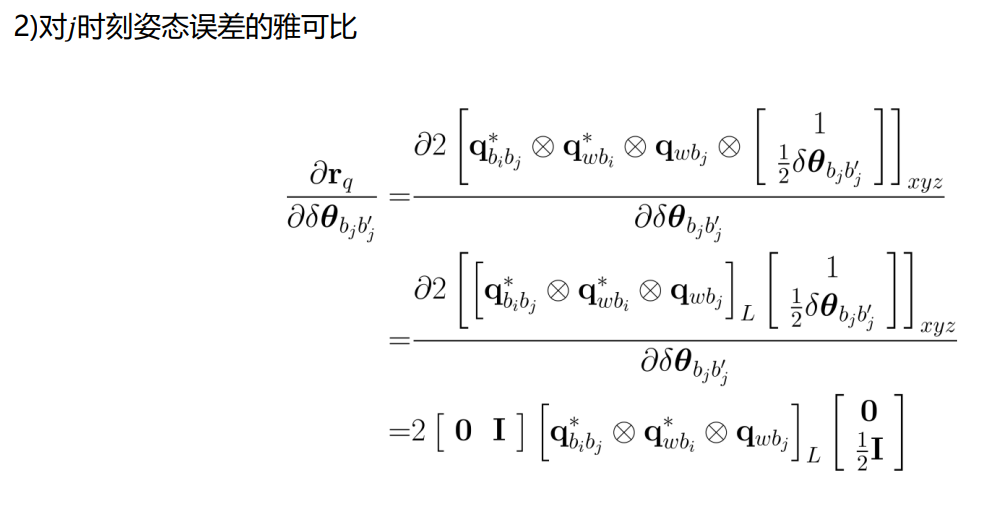 2)对j时刻姿态误差的雅可比
\frac{\partial \mathbf{r}_q}{\partial \delta\boldsymbol{\theta}_{b_j b_j'}} = \frac{\partial 2 \left[ \mathbf{q}_{b_i b_j}^* \otimes \mathbf{q}_{w b_i}^* \otimes \mathbf{q}_{w b_j} \otimes \begin{bmatrix} 1 \\ \frac{1}{2} \delta\boldsymbol{\theta}_{b_j b_j'} \end{bmatrix} \right]_{xyz}}{\partial \delta\boldsymbol{\theta}_{b_j b_j'}}
= \frac{\partial 2 \left[ \left[ \mathbf{q}_{b_i b_j}^* \otimes \mathbf{q}_{w b_i}^* \otimes \mathbf{q}_{w b_j} \right]_L \begin{bmatrix} 1 \\ \frac{1}{2} \delta\boldsymbol{\theta}_{b_j b_j'} \end{bmatrix} \right]_{xyz}}{\partial \delta\boldsymbol{\theta}_{b_j b_j'}}
= 2 \begin{bmatrix} \mathbf{0} & \mathbf{I} \end{bmatrix} \left[ \mathbf{q}_{b_i b_j}^* \otimes \mathbf{q}_{w b_i}^* \otimes \mathbf{q}_{w b_j} \right]_L \begin{bmatrix} \mathbf{0} \\ \frac{1}{2} \mathbf{I} \end{bmatrix}